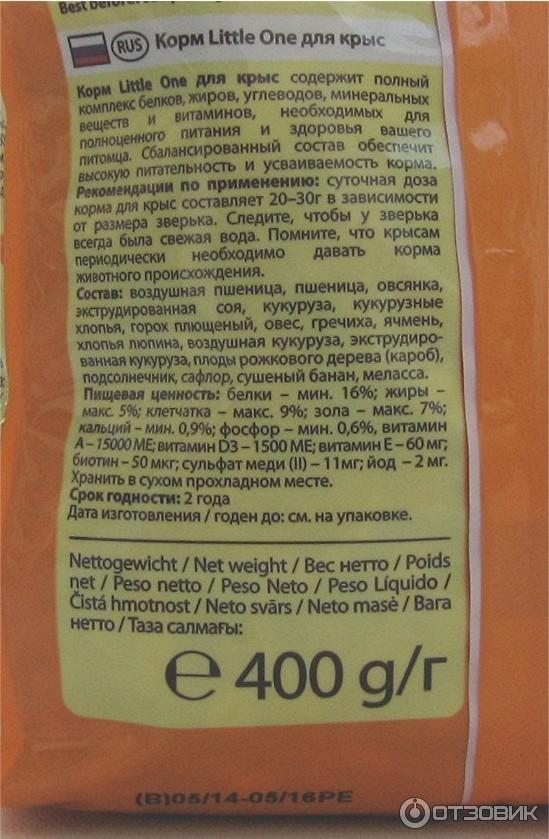 Best before
RUS Корм Little One для крыс
Корм Little One для крыс содержит полный
комплекс белков, жиров, углеводов, минеральных
веществ и витаминов, необходимых для
полноценного питания и здоровья вашего
питомца. Сбалансированный состав обеспечит
высокую питательность и усваиваемость корма.
Рекомендации по применению: суточная доза
корма для крыс составляет 20–30г в зависимости
от размера зверька. Следите, чтобы у зверька
всегда была свежая вода. Помните, что крысам
периодически необходимо давать корма
животного происхождения.
Состав: воздушная пшеница, пшеница, овсянка,
экструдированная соя, кукуруза, кукурузные
хлопья, горох плющеный, овес, гречиха, ячмень,
хлопья люпина, воздушная кукуруза, экструдиро-
ванная кукуруза, плоды рожкового дерева (кароб),
подсолнечник, сафлор, сушеный банан, меласса.
Пищевая ценность: белки – мин. 16%; жиры –
макс. 5%; клетчатка – макс. 9%; зола – макс. 7%;
кальций – мин. 0,9%; фосфор – мин. 0,6%, витамин
А – 15000 МЕ; витамин D3 – 1500 МЕ; витамин Е – 60 мг;
биотин – 50 мкг; сульфат меди (II) – 11мг; йод – 2 мг.
Хранить в сухом прохладном месте.
Срок годности: 2 года
Дата изготовления / годен до: см. на упаковке.
Nettogewicht / Net weight / Вес нетто / Poids
net / Peso netto / Peso Neto / Peso Líquido /
Čistá hmotnost / Neto svārs / Neto masė / Вага
нетто / Таза салмағы:
℮ 400 g/г
(B)05/14-05/16PE
ОТЗОВИК